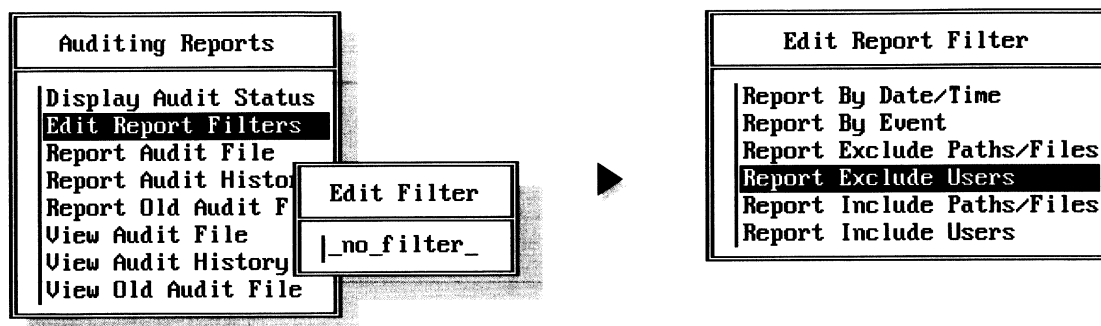 Auditing Reports
Display Audit Status
Edit Report Filters
Report Audit File
Report Audit Histo
Report Old Audit F
View Audit File
View Audit History
View Old Audit File
Edit Filter
_no_filter_
Edit Report Filter
Report By Date/Time
Report By Event
Report Exclude Paths/Files
Report Exclude Users
Report Include Paths/Files
Report Include Users